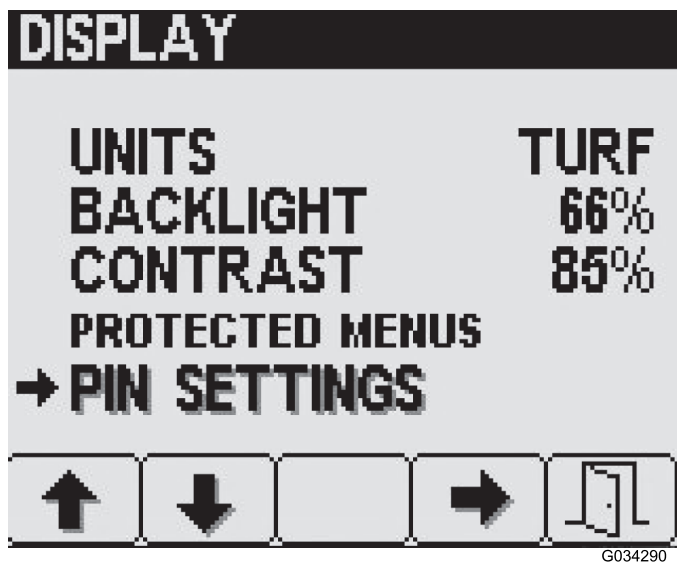 DISPLAY
UNITS TURF
BACKLIGHT 66%
CONTRAST 85%
PROTECTED MENUS
PIN SETTINGS
G034290